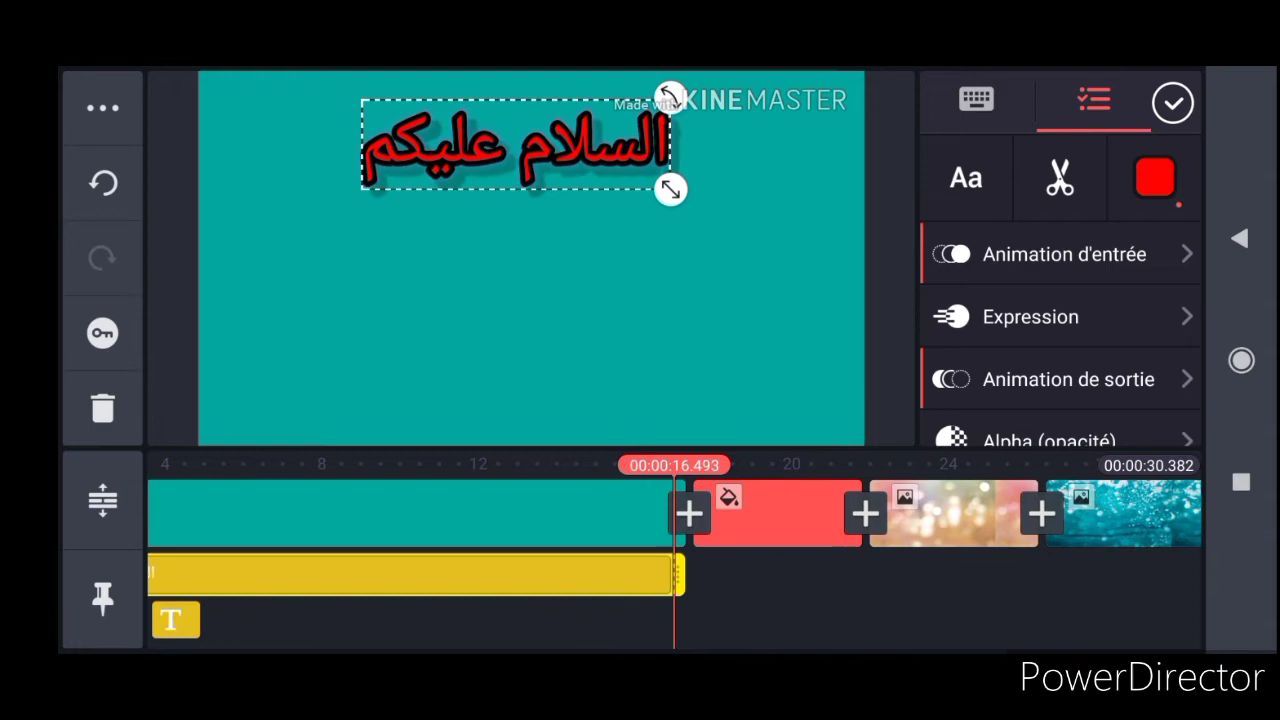 Made with KINEMASTER
السلام عليكم
Aa
Animation d'entrée
Expression
Animation de sortie
Alpha (opacité)
4 8 12 00:00:16.493 20 24 00:00:30.382
T
PowerDirector